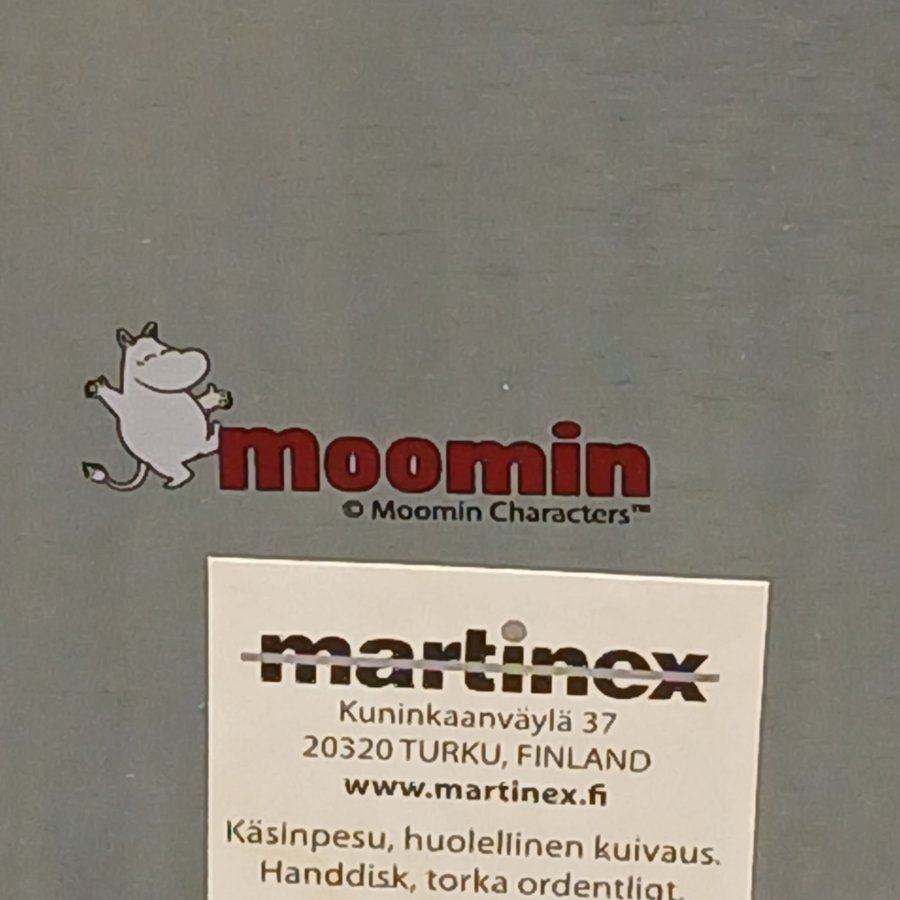 moomin
© Moomin Characters™
martinex
Kuninkaanväylä 37
20320 TURKU, FINLAND
www.martinex.fi
Käsinpesu, huolellinen kuivaus.
Handdisk, torka ordentligt.